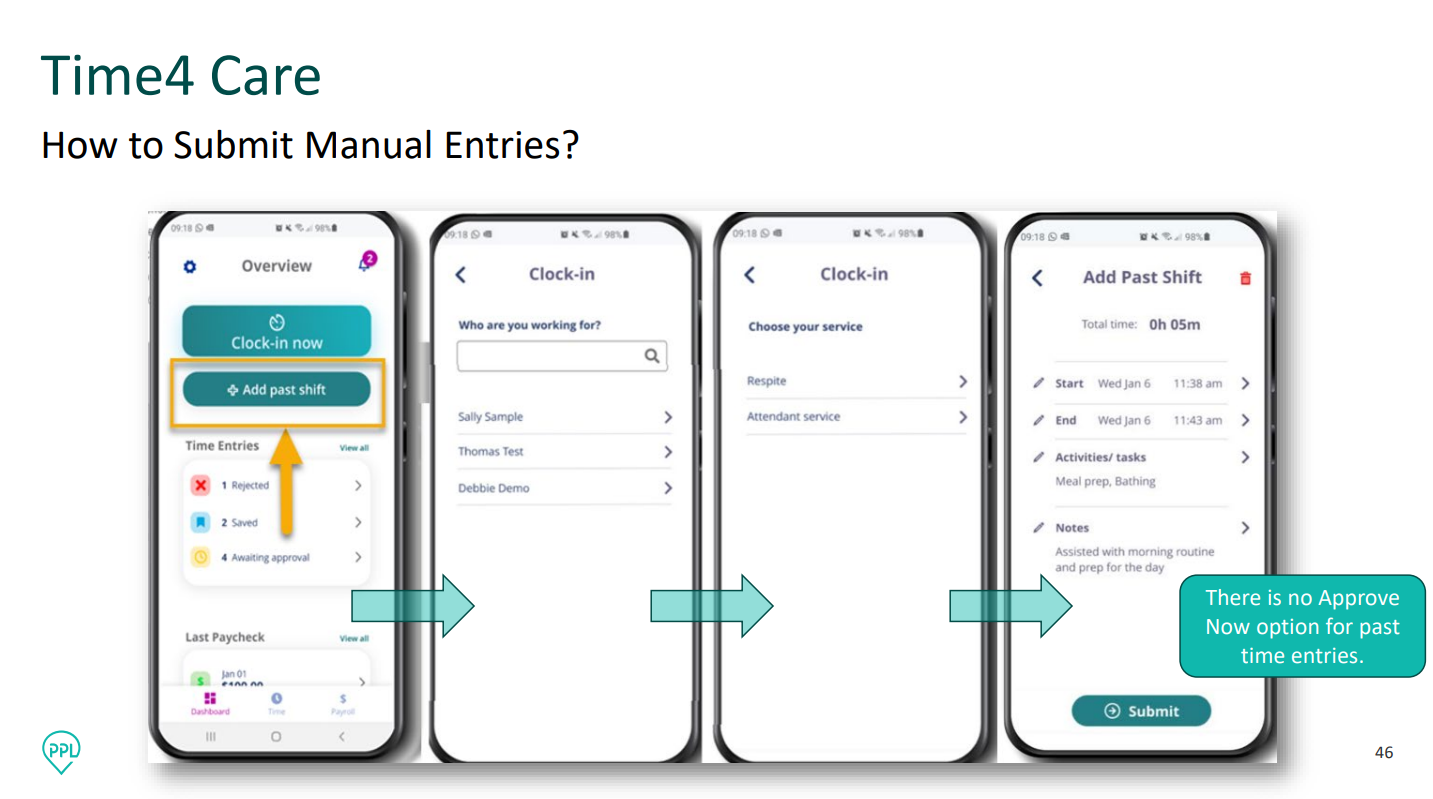 Time4 Care
How to Submit Manual Entries?
09:18
98%
Overview
2
Clock-in now
Add past shift
Time Entries
View all
1 Rejected
2 Saved
4 Awaiting approval
Last Paycheck
View all
Jan 01
$
Dashboard
Time
$
Payroll
09:18
98%
Clock-in
Who are you working for?
Sally Sample
Thomas Test
Debbie Demo
09:18
98%
Clock-in
Choose your service
Respite
Attendant service
09:18
98%
Add Past Shift
Total time: 0h 05m
Start Wed Jan 6 11:38 am
End Wed Jan 6 11:43 am
Activities/ tasks
Meal prep, Bathing
Notes
Assisted with morning routine
and prep for the day
Submit
There is no Approve
Now option for past
time entries.
PPL
46